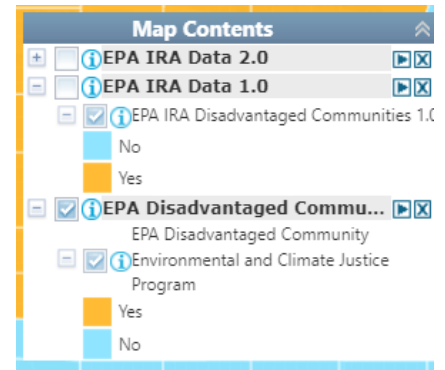 Map Contents
EPA IRA Data 2.0
EPA IRA Data 1.0
EPA IRA Disadvantaged Communities 1.0
No
Yes
EPA Disadvantaged Commu...
EPA Disadvantaged Community
Environmental and Climate Justice
Program
Yes
No